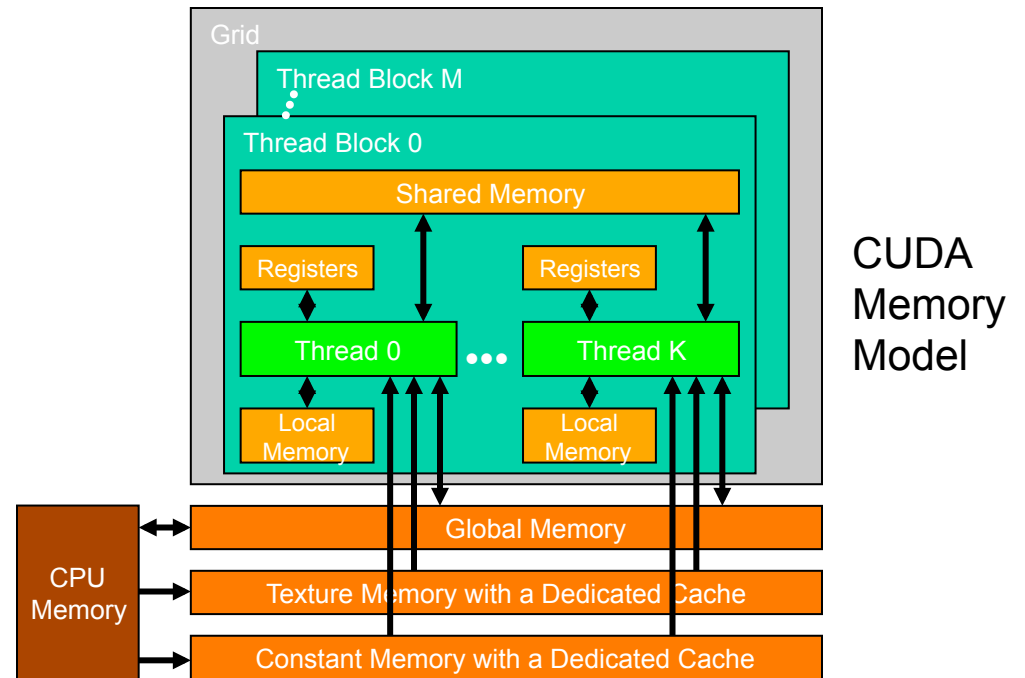 Grid
Thread Block M
Thread Block 0
Shared Memory
Registers
Registers
Thread 0
Thread K
Local
Memory
Local
Memory
CUDA
Memory
Model
Global Memory
CPU
Memory
Texture Memory with a Dedicated Cache
Constant Memory with a Dedicated Cache